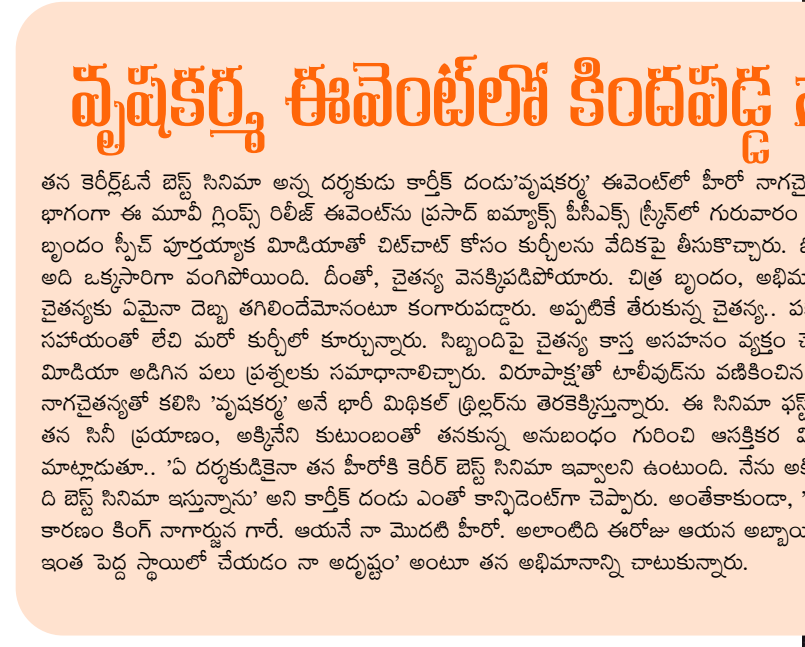 వృషకర్మ ఈవెంట్‌లో కిందపడ్డ
తన కెరీర్‌లోనే బెస్ట్ సినిమా అన్న దర్శకుడు కార్తీక్ దండు'వృషకర్మ' ఈవెంట్‌లో హీరో
భాగంగా ఈ మూవీ గ్లింప్స్ రిలీజ్ ఈవెంట్‌ను ప్రసాద్ ఐమ్యాక్స్ పీసీఎక్స్ స్క్రీన్‌లో గురువారం
బృందం స్పీచ్ పూర్తయ్యాక మీడియాతో చిట్‌చాట్ కోసం కుర్చీలను వేదికపై తీసుకొచ్చారు.
అది ఒక్కసారిగా వంగిపోయింది. దీంతో, చైతన్య వెనక్కిపడిపోయారు. చిత్ర బృందం,
చైతన్యకు ఏమైనా దెబ్బ తగిలిందేమోనంటూ కంగారుపడ్డారు. అప్పటికే తేరుకున్న చైతన్య..
సహాయంతో లేచి మరో కుర్చీలో కూర్చున్నారు. సిబ్బందిపై చైతన్య కాస్త అసహనం వ్యక్తం
మీడియా అడిగిన పలు ప్రశ్నలకు సమాధానాలిచ్చారు. విరూపాక్ష'తో టాలీవుడ్‌ను వణికించిన
నాగచైతన్యతో కలిసి 'వృషకర్మ' అనే భారీ మిథికల్ థ్రిల్లర్‌ను తెరకెక్కిస్తున్నారు. ఈ సినిమా
తన సినీ ప్రయాణం, అక్కినేని కుటుంబంతో తనకున్న అనుబంధం గురించి ఆసక్తికర
మాట్లాడుతూ.. 'ఏ దర్శకుడికైనా తన హీరోకి కెరీర్ బెస్ట్ సినిమా ఇవ్వాలని ఉంటుంది. నేను
ది బెస్ట్ సినిమా ఇస్తున్నాను' అని కార్తీక్ దండు ఎంతో కాన్ఫిడెంట్‌గా చెప్పారు. అంతేకాకుండా, '
కారణం కింగ్ నాగార్జున గారే. ఆయనే నా మొదటి హీరో. అలాంటిది ఈరోజు ఆయన
ఇంత పెద్ద స్థాయిలో చేయడం నా అదృష్టం' అంటూ తన అభిమానాన్ని చాటుకున్నారు.